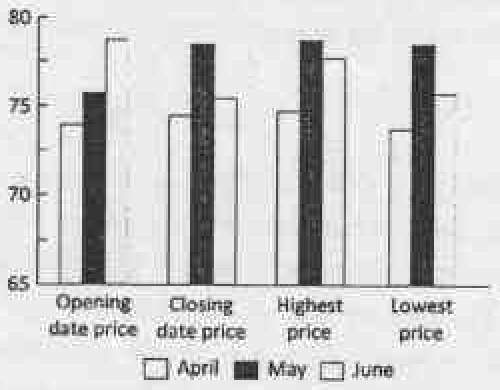 80
75
70
65
Opening Closing Highest Lowest
date price date price price price
April May June